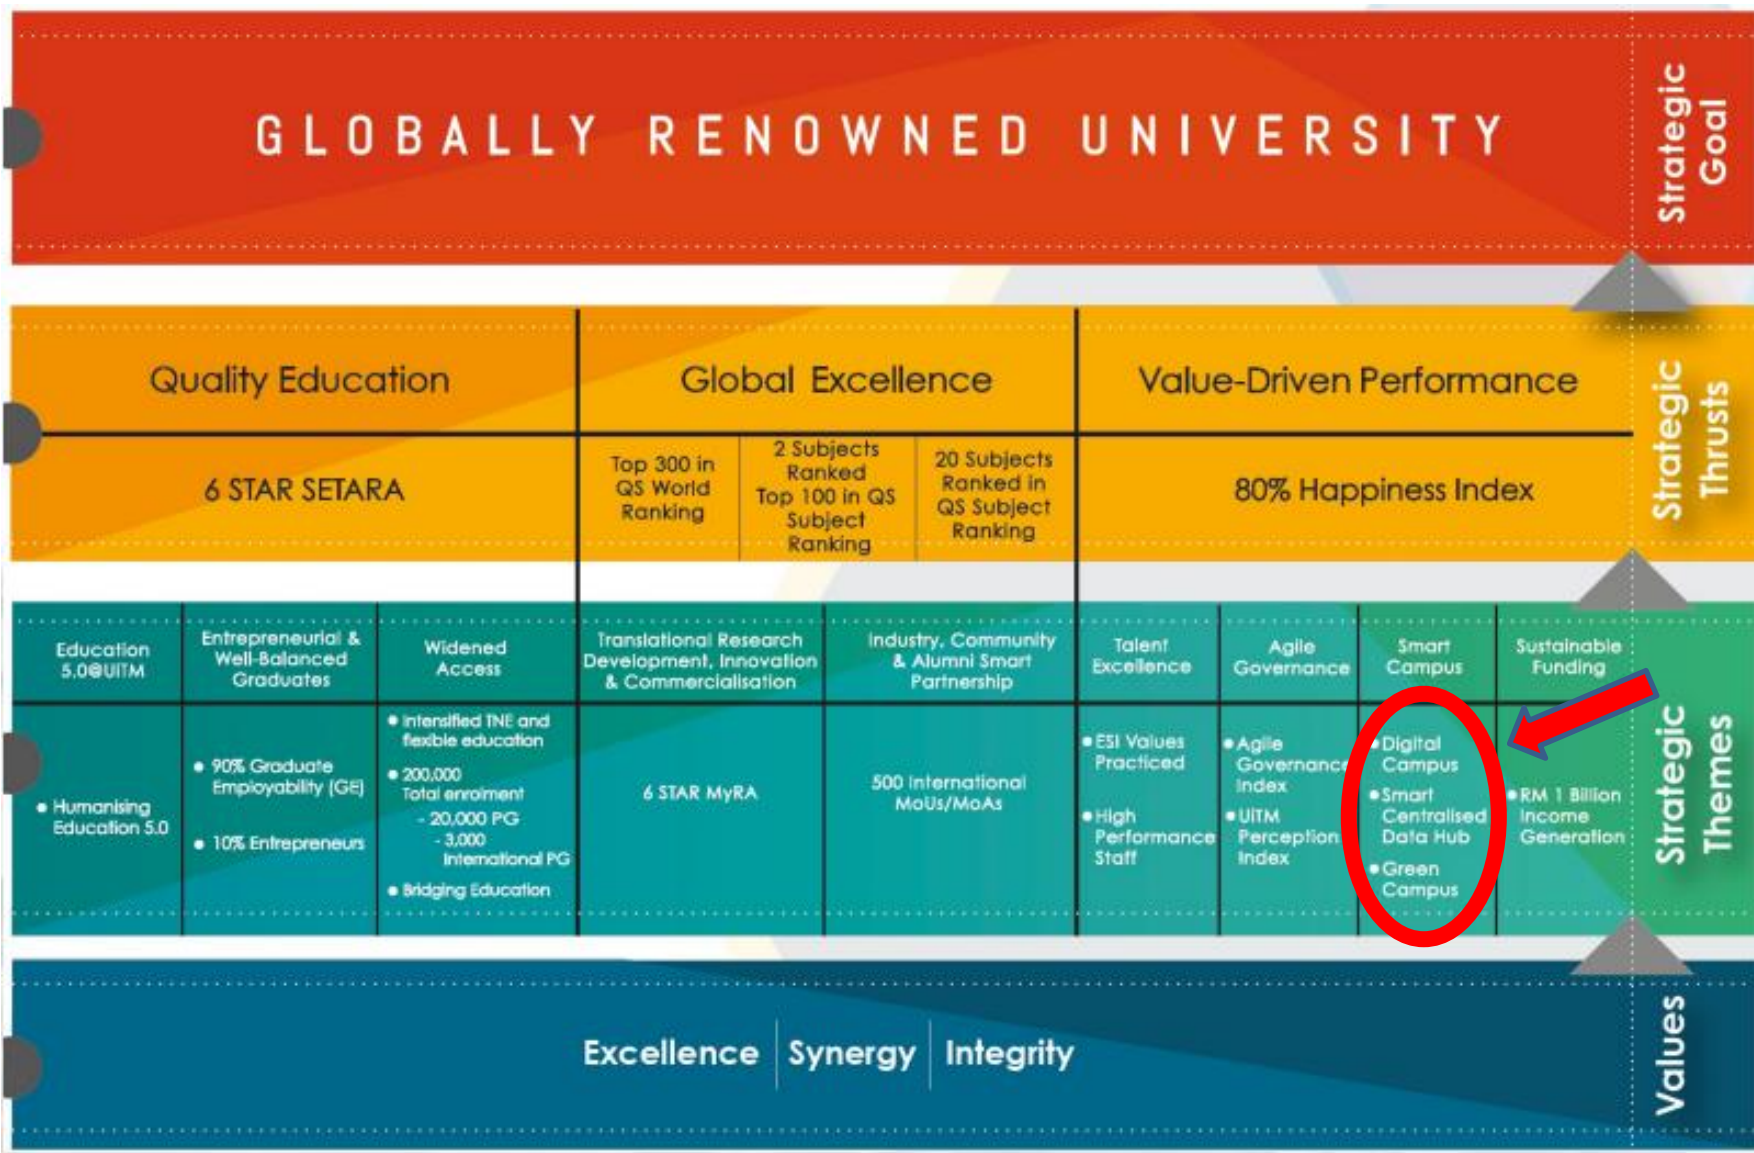 GLOBALLY RENOWNED UNIVERSITY
Strategic
Goal
Quality Education
Global Excellence
Value-Driven Performance
Strategic
Thrusts
6 STAR SETARA
Top 300 in
QS World
Ranking
2 Subjects
Ranked
Top 100 in QS
Subject
Ranking
20 Subjects
Ranked in
QS Subject
Ranking
80% Happiness Index
Education
5.0@UiTM
Entrepreneurial &
Well-Balanced
Graduates
Widened
Access
Translational Research
Development, Innovation
& Commercialisation
Industry, Community
& Alumni Smart
Partnership
Talent
Excellence
Agile
Governance
Smart
Campus
Sustainable
Funding
Strategic
Themes
• Humanising
Education 5.0
• 90% Graduate
Employability (GE)
• 10% Entrepreneurs
• Intensified TNE and
flexible education
• 200,000
Total enrolment
- 20,000 PG
- 3,000
International PG
• Bridging Education
6 STAR MyRA
500 International
MoUs/MoAs
• ESI Values
Practiced
• High
Performance
Staff
• Agile
Governance
Index
• UiTM
Perception
Index
• Digital
Campus
• Smart
Centralised
Data Hub
• Green
Campus
• RM 1 Billion
Income
Generation
Excellence | Synergy | Integrity
Values